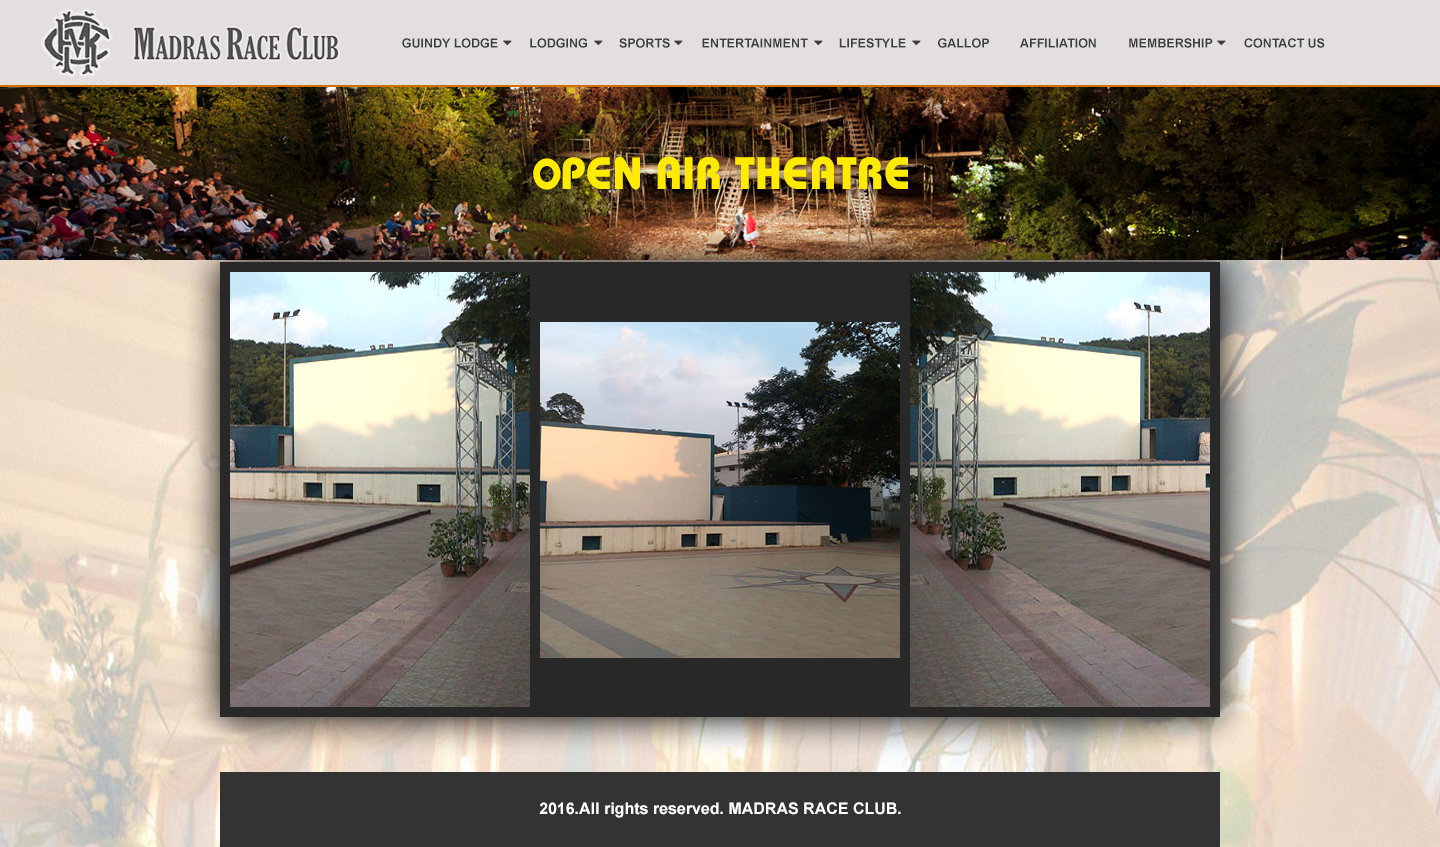 MADRAS RACE CLUB
GUINDY LODGE LODGING SPORTS ENTERTAINMENT LIFESTYLE GALLOP AFFILIATION MEMBERSHIP CONTACT US
OPEN AIR THEATRE
2016.All rights reserved. MADRAS RACE CLUB.